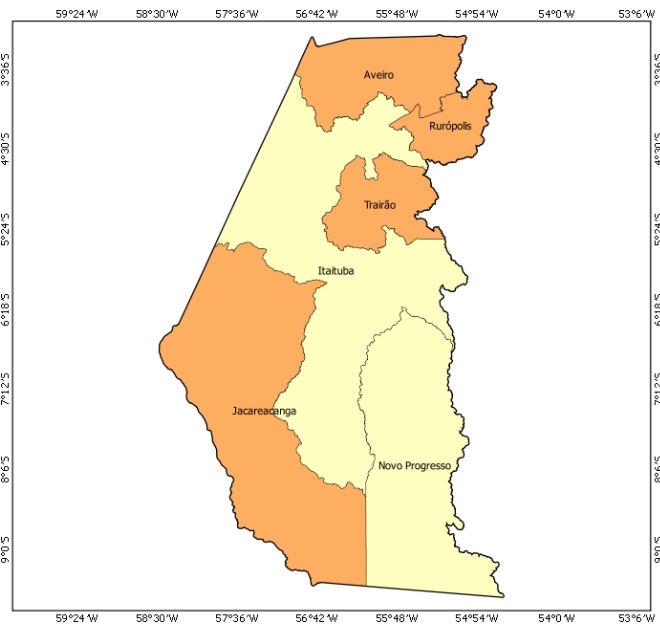 59°24'W 58°30'W 57°36'W 56°42'W 55°48'W 54°54'W 54°0'W 53°6'W
3°36'S 3°36'S
Aveiro
Rurópolis
4°30'S 4°30'S
Trairão
5°24'S 5°24'S
Itaituba
6°18'S 6°18'S
7°12'S 7°12'S
Jacareacanga
Novo Progresso
8°6'S 8°6'S
9°0'S 9°0'S
59°24'W 58°30'W 57°36'W 56°42'W 55°48'W 54°54'W 54°0'W 53°6'W